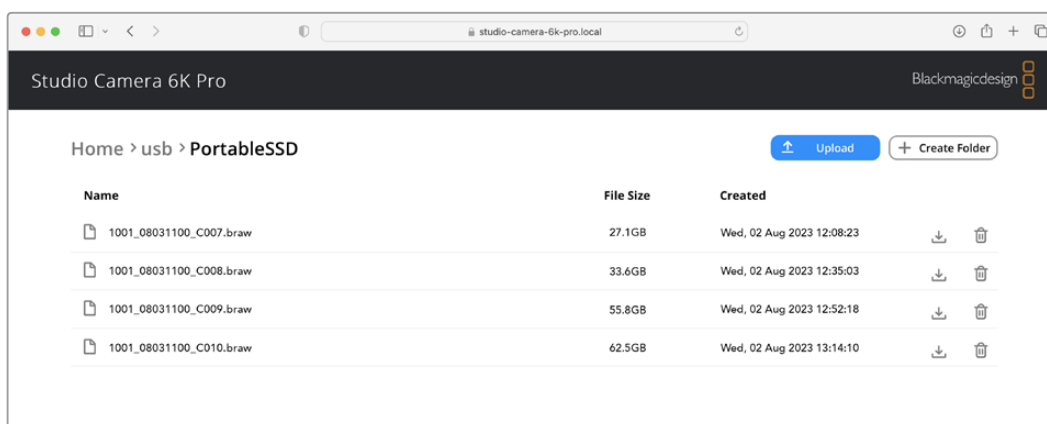 studio-camera-6k-pro.local
Studio Camera 6K Pro
Blackmagicdesign
Home > usb > PortableSSD
Upload
+ Create Folder
Name File Size Created
1001_08031100_C007.braw 27.1GB Wed, 02 Aug 2023 12:08:23
1001_08031100_C008.braw 33.6GB Wed, 02 Aug 2023 12:35:03
1001_08031100_C009.braw 55.8GB Wed, 02 Aug 2023 12:52:18
1001_08031100_C010.braw 62.5GB Wed, 02 Aug 2023 13:14:10